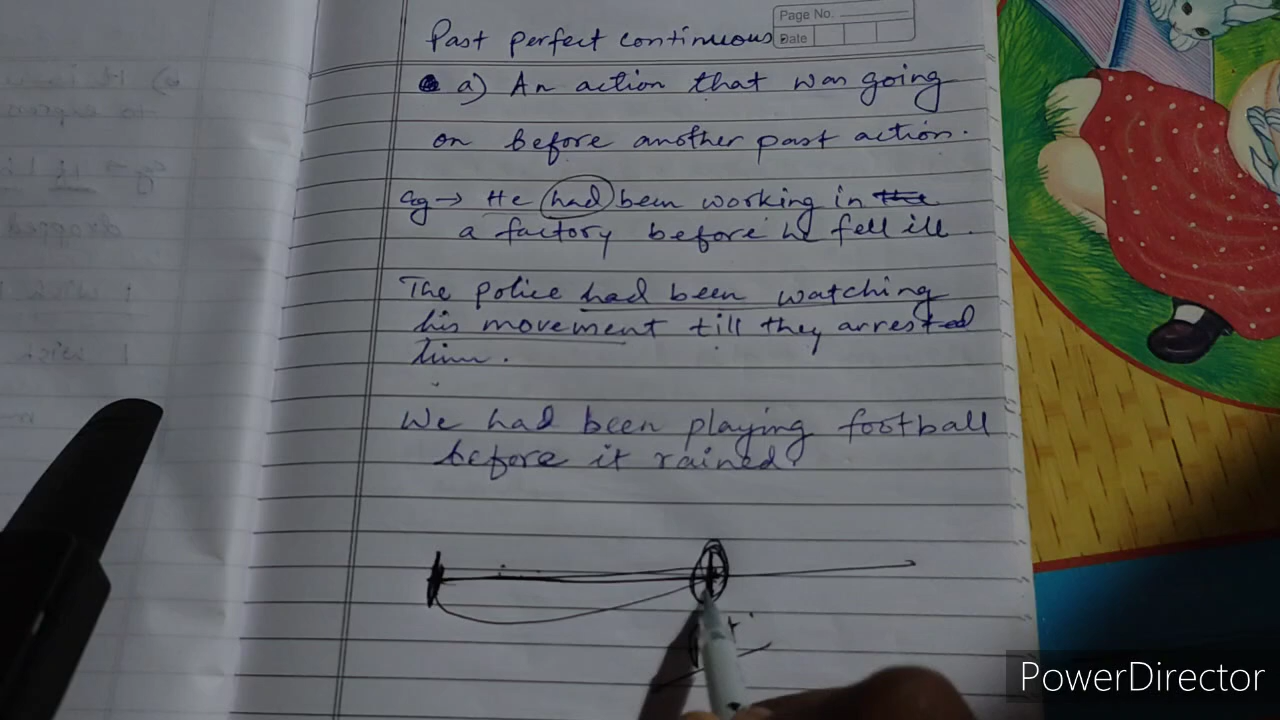 Page No.
Date
Past perfect continuous
a) An action that was going
on before another past action.
eg → He had been working in the
a factory before he fell ill.
The police had been watching
his movement till they arrested
him.
We had been playing football
before it rained.
PowerDirector